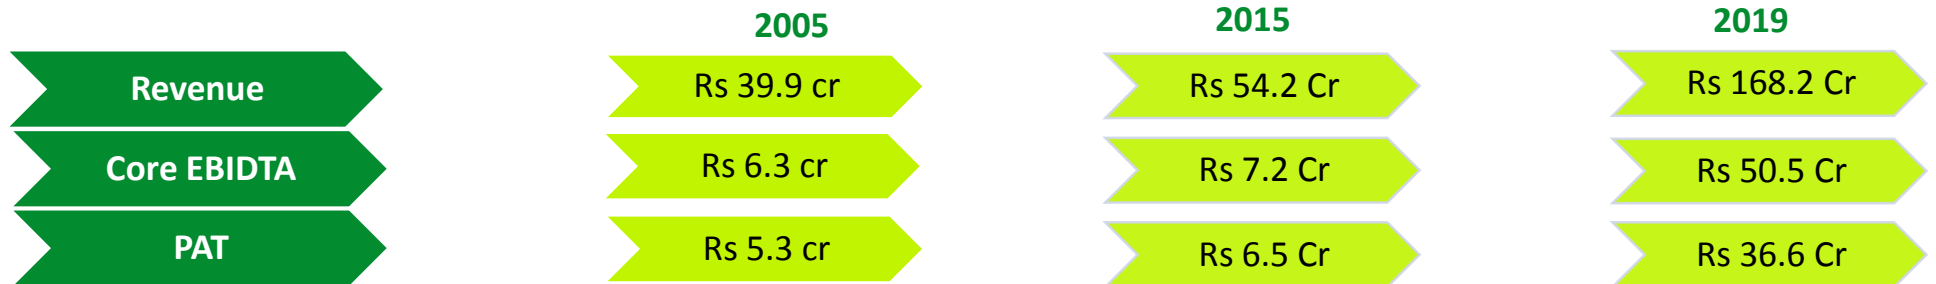 2005 2015 2019
Revenue Rs 39.9 cr Rs 54.2 Cr Rs 168.2 Cr
Core EBIDTA Rs 6.3 cr Rs 7.2 Cr Rs 50.5 Cr
PAT Rs 5.3 cr Rs 6.5 Cr Rs 36.6 Cr